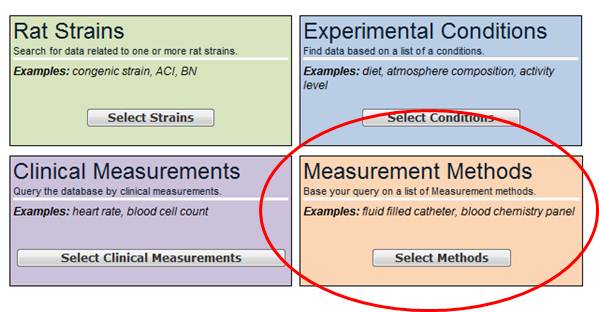 Rat Strains
Search for data related to one or more rat strains.
Examples: congenic strain, ACI, BN
Select Strains
Experimental Conditions
Find data based on a list of a conditions.
Examples: diet, atmosphere composition, activity
level
Select Conditions
Clinical Measurements
Query the database by clinical measurements.
Examples: heart rate, blood cell count
Select Clinical Measurements
Measurement Methods
Base your query on a list of Measurement methods.
Examples: fluid filled catheter, blood chemistry panel
Select Methods